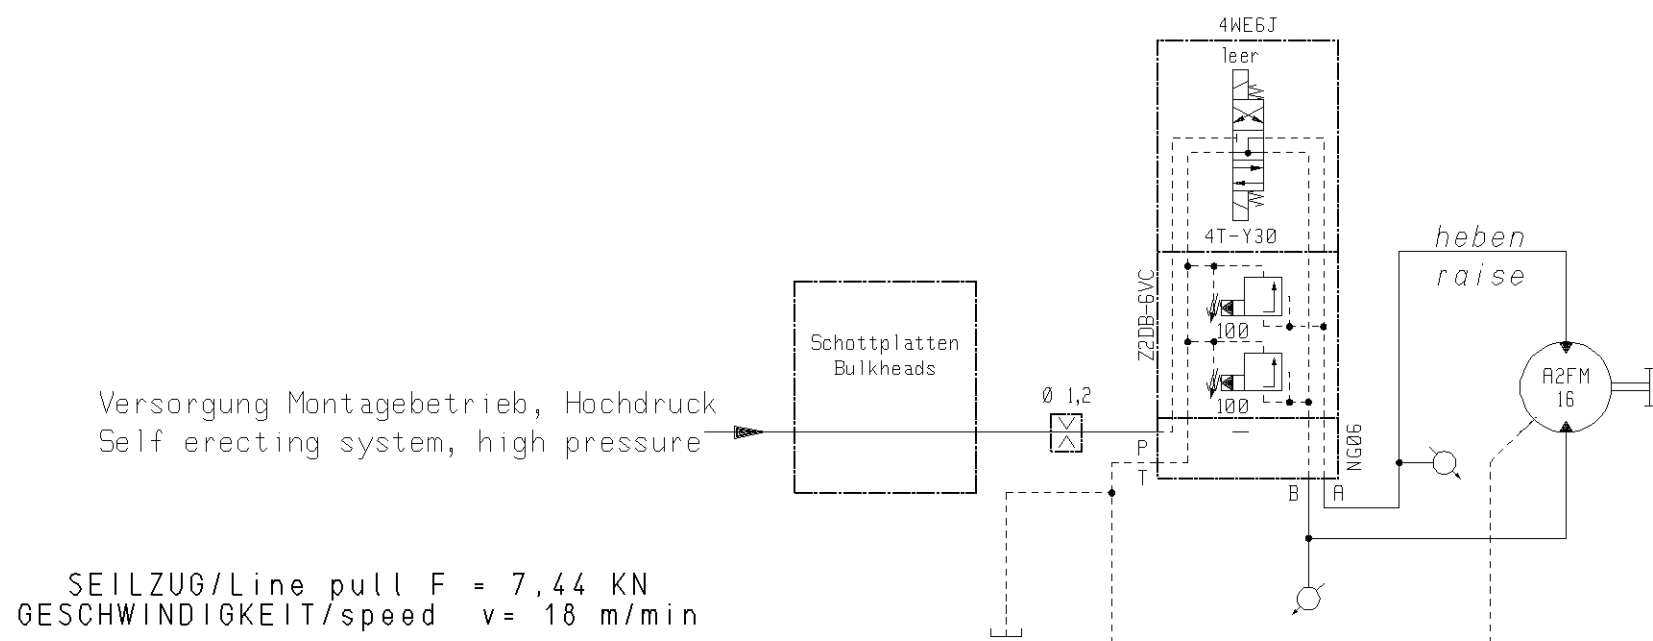 4WE6J
leer
4T-Y30
heben
raise
Z2DB-6VC
100
100
Schottplatten
Bulkheads
A2FM
16
Ø 1,2
Versorgung Montagebetrieb, Hochdruck
Self erecting system, high pressure
P
T
NG06
B A
SEILZUG/Line pull F = 7,44 KN
GESCHWINDIGKEIT/speed v= 18 m/min